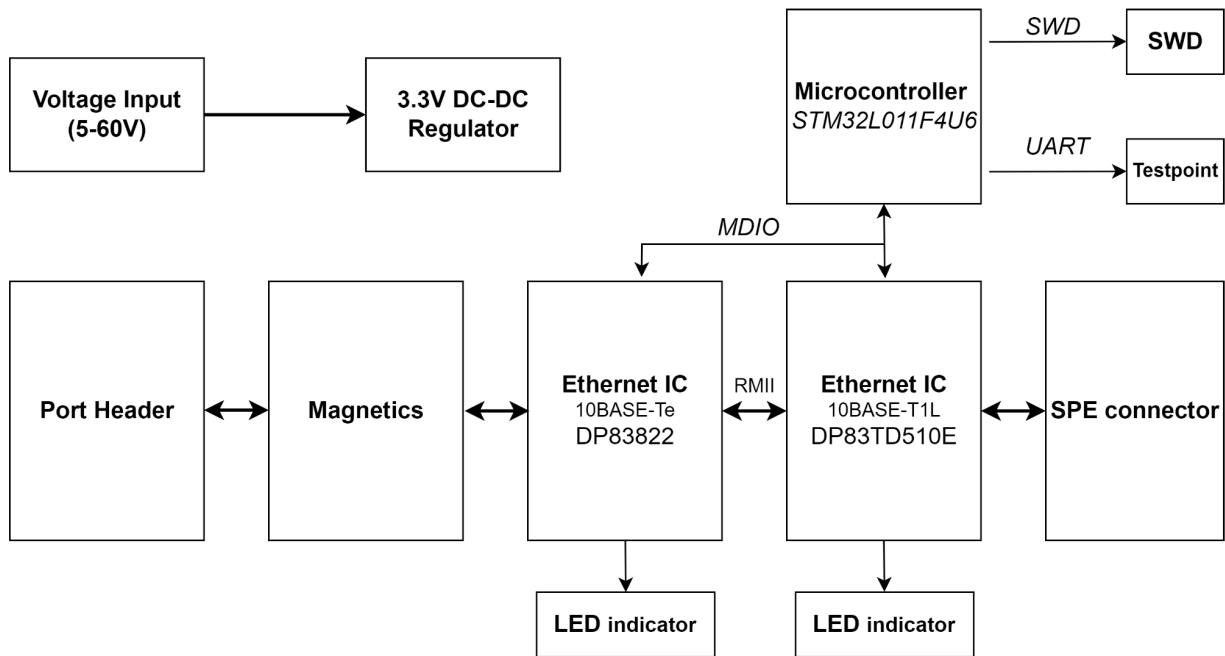 Voltage Input
(5-60V)
3.3V DC-DC
Regulator
Microcontroller
STM32L011F4U6
SWD
SWD
UART
Testpoint
MDIO
Port Header
Magnetics
Ethernet IC
10BASE-Te
DP83822
RMII
Ethernet IC
10BASE-T1L
DP83TD510E
SPE connector
LED indicator
LED indicator